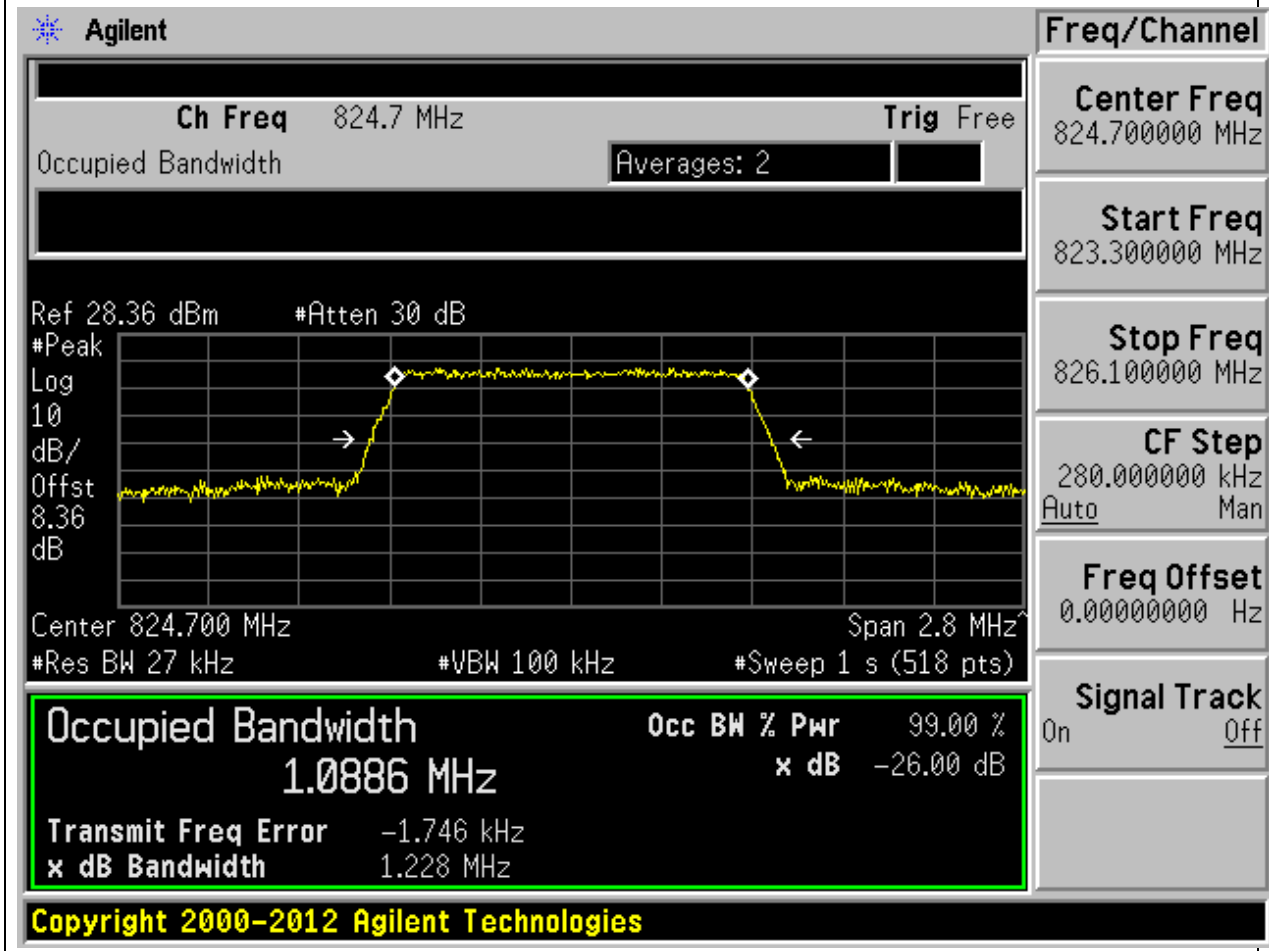 Agilent
Freq/Channel
Ch Freq 824.7 MHz Trig Free
Occupied Bandwidth Averages: 2
Ref 28.36 dBm #Atten 30 dB
#Peak
Log
10
dB/
Offst
8.36
dB
Center 824.700 MHz Span 2.8 MHz^
#Res BW 27 kHz #VBW 100 kHz #Sweep 1 s (518 pts)
Occupied Bandwidth Occ BW % Pwr 99.00 %
1.0886 MHz x dB -26.00 dB
Transmit Freq Error -1.746 kHz
x dB Bandwidth 1.228 MHz
Copyright 2000-2012 Agilent Technologies
Center Freq
824.700000 MHz
Start Freq
823.300000 MHz
Stop Freq
826.100000 MHz
CF Step
280.000000 kHz
Auto Man
Freq Offset
0.00000000 Hz
Signal Track
On Off